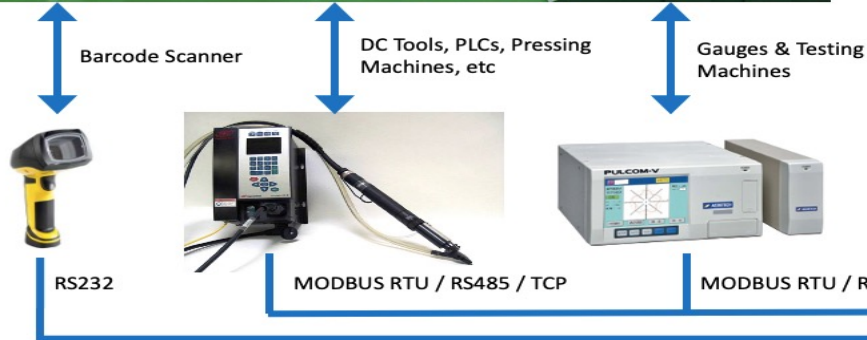 Barcode Scanner
DC Tools, PLCs, Pressing
Machines, etc
Gauges & Testing
Machines
PULCOM-V
RS232
MODBUS RTU / RS485 / TCP
MODBUS RTU / R